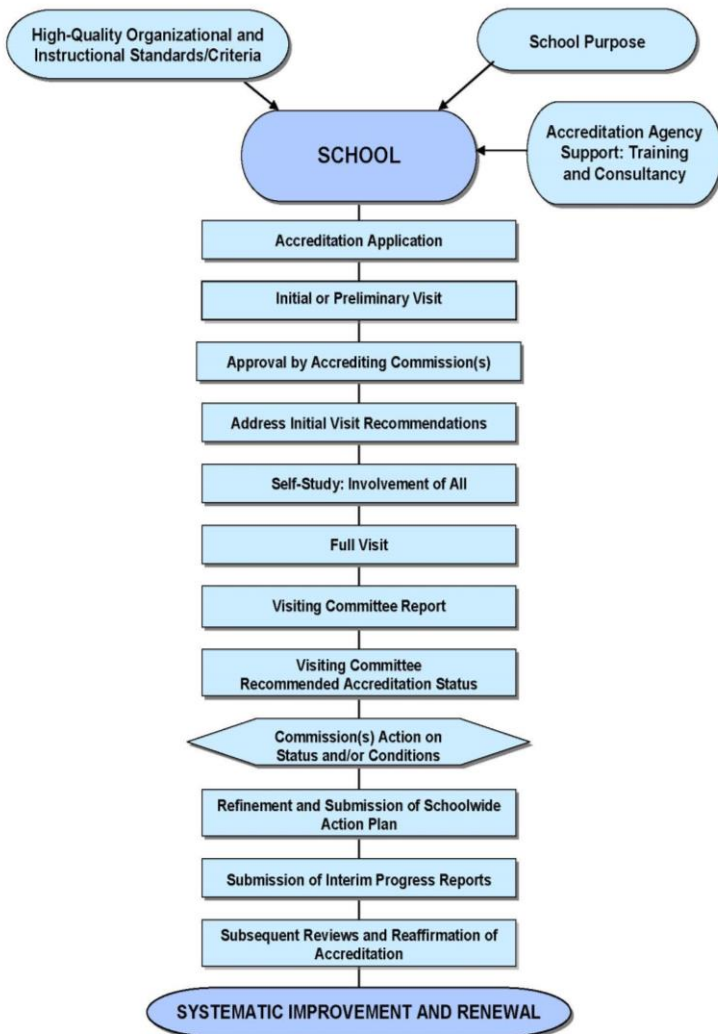 High-Quality Organizational and
Instructional Standards/Criteria
School Purpose
SCHOOL
Accreditation Agency
Support: Training
and Consultancy
Accreditation Application
Initial or Preliminary Visit
Approval by Accrediting Commission(s)
Address Initial Visit Recommendations
Self-Study: Involvement of All
Full Visit
Visiting Committee Report
Visiting Committee
Recommended Accreditation Status
Commission(s) Action on
Status and/or Conditions
Refinement and Submission of Schoolwide
Action Plan
Submission of Interim Progress Reports
Subsequent Reviews and Reaffirmation of
Accreditation
SYSTEMATIC IMPROVEMENT AND RENEWAL